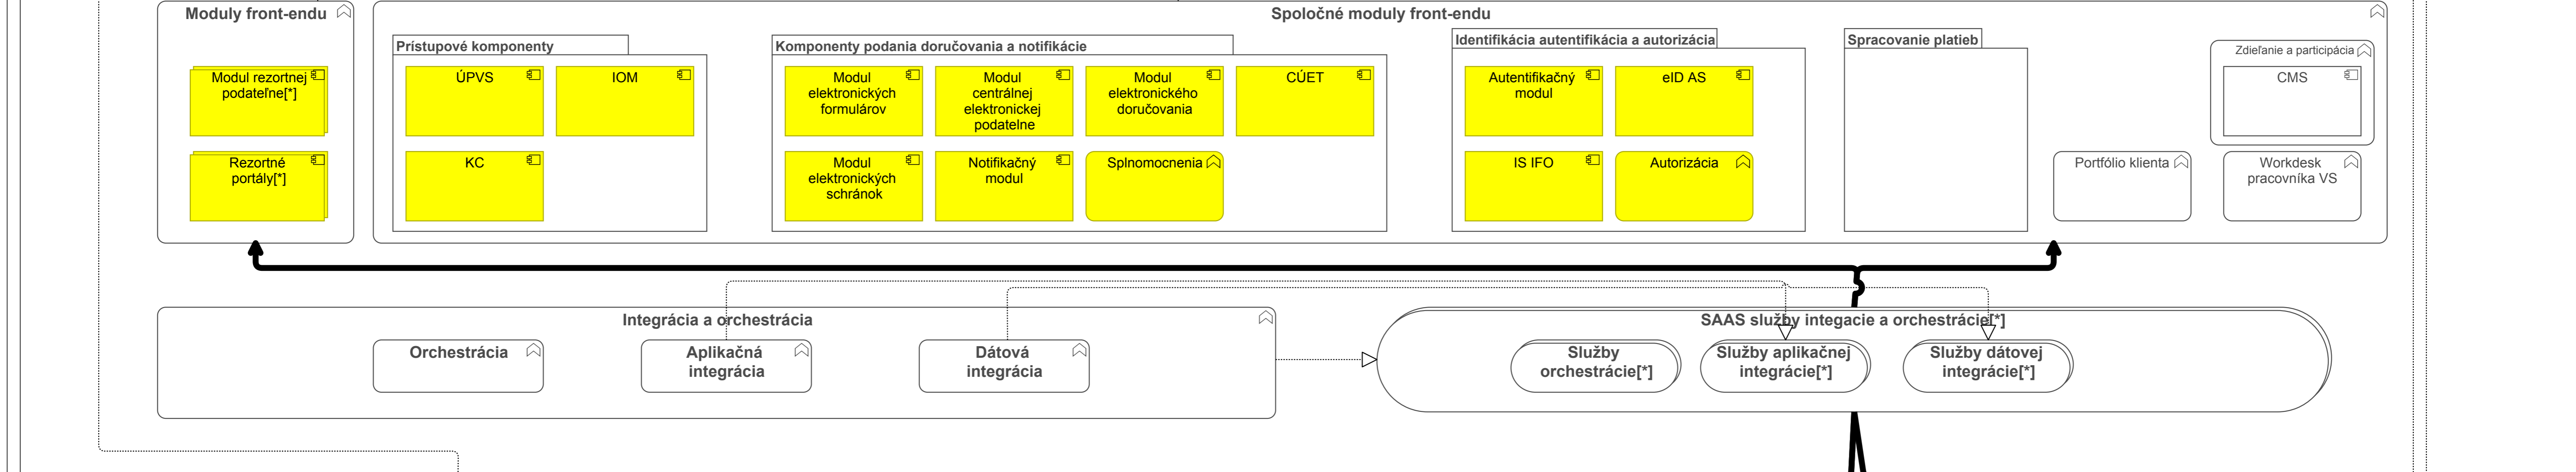 Moduly front-endu
Modul rezortnej
podateľne[*]
Rezortné
portály[*]
Spoločné moduly front-endu
Prístupové komponenty
ÚPVS
IOM
KC
Komponenty podania doručovania a notifikácie
Modul
elektronických
formulárov
Modul
centrálnej
elektronickej
podatelne
Modul
elektronického
doručovania
CÚET
Modul
elektronických
schránok
Notifikačný
modul
Splnomocnenia
Identifikácia autentifikácia a autorizácia
Autentifikačný
modul
eID AS
IS IFO
Autorizácia
Spracovanie platieb
Zdieľanie a participácia
CMS
Portfólio klienta
Workdesk
pracovníka VS
Integrácia a orchestrácia
Orchestrácia
Aplikačná
integrácia
Dátová
integrácia
SAAS služby integacie a orchestrácie[*]
Služby
orchestrácie[*]
Služby aplikačnej
integrácie[*]
Služby dátovej
integrácie[*]